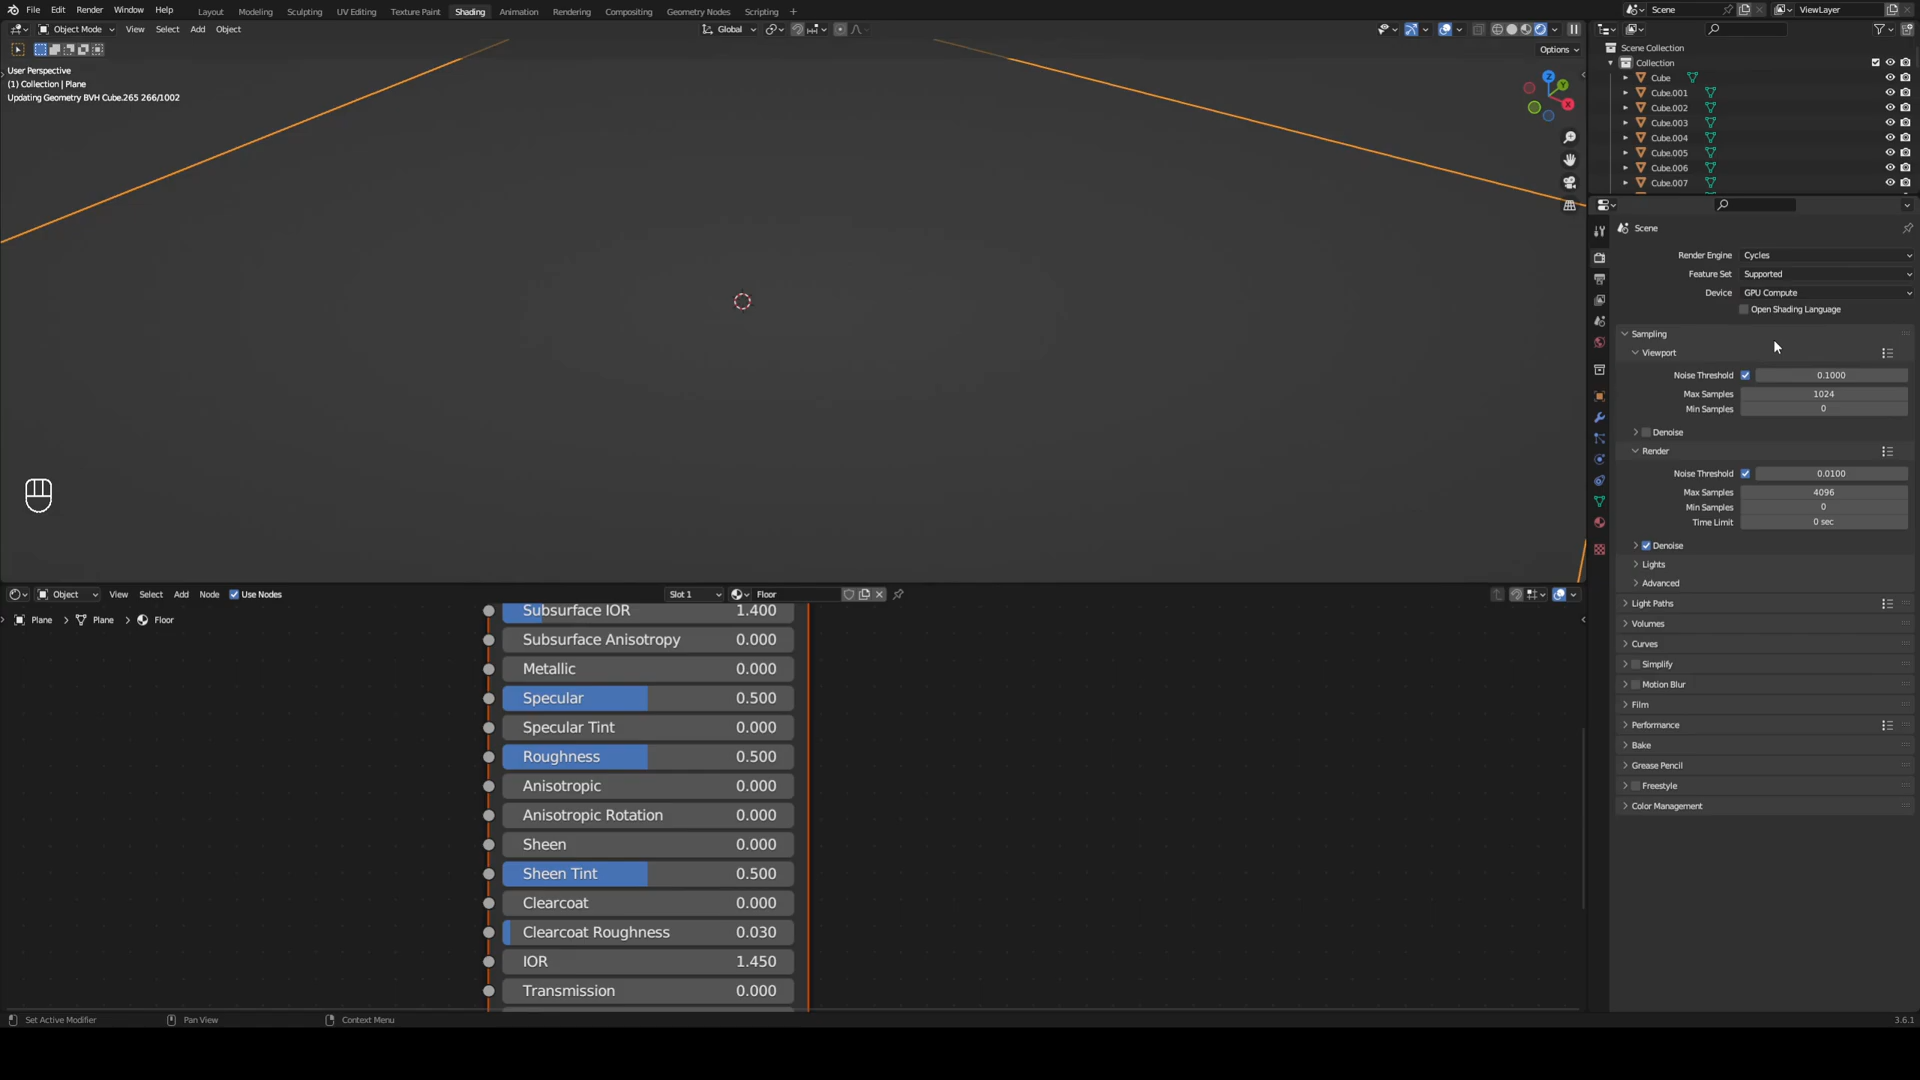 File Edit Render Window Help Layout Modeling Sculpting UV Editing Texture Paint Shading Animation Rendering Compositing Geometry Nodes Scripting + Scene ViewLayer
Object Mode View Select Add Object Global
Options
User Perspective
(1) Collection | Plane
Updating Geometry BVH Cube.265 266/1002
Z
Y
X
Scene Collection
Collection
Cube
Cube.001
Cube.002
Cube.003
Cube.004
Cube.005
Cube.006
Cube.007
Scene
Render Engine Cycles
Feature Set Supported
Device GPU Compute
Open Shading Language
Sampling
Viewport
Noise Threshold 0.1000
Max Samples 1024
Min Samples 0
Denoise
Render
Noise Threshold 0.0100
Max Samples 4096
Min Samples 0
Time Limit 0 sec
Denoise
Lights
Advanced
Light Paths
Volumes
Curves
Simplify
Motion Blur
Film
Performance
Bake
Grease Pencil
Freestyle
Color Management
Object View Select Add Node Use Nodes Slot 1 Floor
Plane Plane Floor
Subsurface IOR 1.400
Subsurface Anisotropy 0.000
Metallic 0.000
Specular 0.500
Specular Tint 0.000
Roughness 0.500
Anisotropic 0.000
Anisotropic Rotation 0.000
Sheen 0.000
Sheen Tint 0.500
Clearcoat 0.000
Clearcoat Roughness 0.030
IOR 1.450
Transmission 0.000
Set Active Modifier Pan View Context Menu 3.6.1